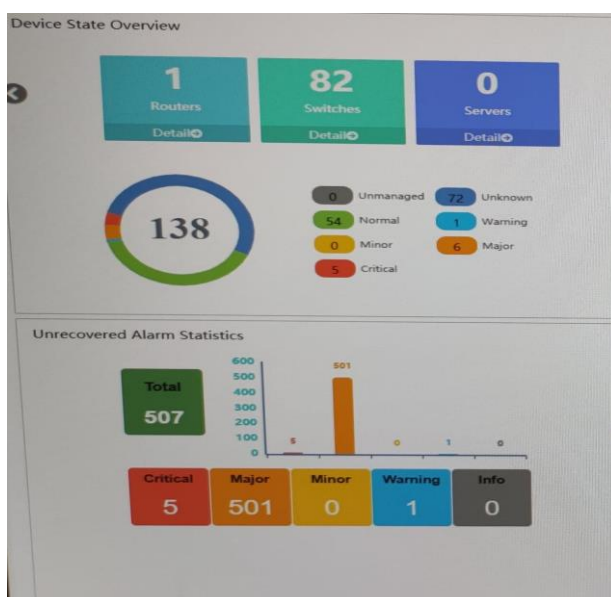 Device State Overview
1 82 0
Routers Switches Servers
Detail Detail Detail
138
0 Unmanaged 72 Unknown
54 Normal 1 Warning
0 Minor 6 Major
5 Critical
Unrecovered Alarm Statistics
Total
507
600
500
400
300
200
100
0
5 501 0 1 0
Critical Major Minor Warning Info
5 501 0 1 0